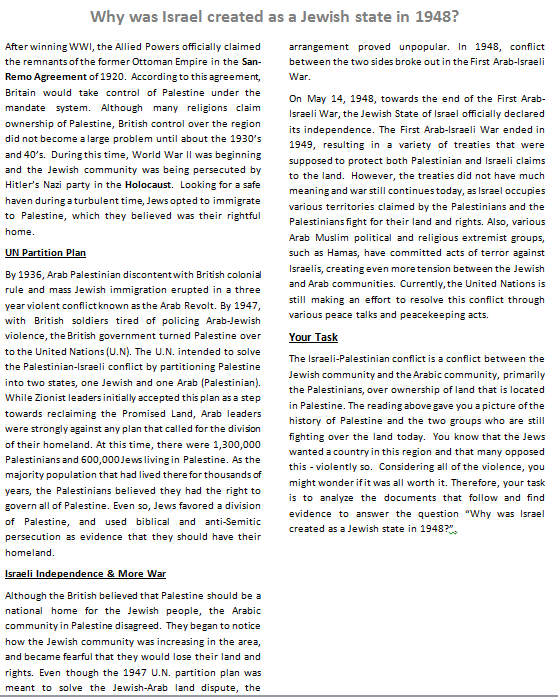 Why was Israel created as a Jewish state in 1948?
After winning WWI, the Allied Powers officially claimed
the remnants of the former Ottoman Empire in the San-
Remo Agreement of 1920. According to this agreement,
Britain would take control of Palestine under the
mandate system. Although many religions claim
ownership of Palestine, British control over the region
did not become a large problem until about the 1930's
and 40's. During this time, World War II was beginning
and the Jewish community was being persecuted by
Hitler's Nazi party in the Holocaust. Looking for a safe
haven during a turbulent time, Jews opted to immigrate
to Palestine, which they believed was their rightful
home.
UN Partition Plan
By 1936, Arab Palestinian discontent with British colonial
rule and mass Jewish immigration erupted in a three
year violent conflict known as the Arab Revolt. By 1947,
with British soldiers tired of policing Arab-Jewish
violence, the British government turned Palestine over
to the United Nations (U.N). The U.N. intended to solve
the Palestinian-Israeli conflict by partitioning Palestine
into two states, one Jewish and one Arab (Palestinian).
While Zionist leaders initially accepted this plan as a step
towards reclaiming the Promised Land, Arab leaders
were strongly against any plan that called for the division
of their homeland. At this time, there were 1,300,000
Palestinians and 600,000 Jews living in Palestine. As the
majority population that had lived there for thousands of
years, the Palestinians believed they had the right to
govern all of Palestine. Even so, Jews favored a division
of Palestine, and used biblical and anti-Semitic
persecution as evidence that they should have their
homeland.
Israeli Independence & More War
Although the British believed that Palestine should be a
national home for the Jewish people, the Arabic
community in Palestine disagreed. They began to notice
how the Jewish community was increasing in the area,
and became fearful that they would lose their land and
rights. Even though the 1947 U.N. partition plan was
meant to solve the Jewish-Arab land dispute, the
arrangement proved unpopular. In 1948, conflict
between the two sides broke out in the First Arab-Israeli
War.
On May 14, 1948, towards the end of the First Arab-
Israeli War, the Jewish State of Israel officially declared
its independence. The First Arab-Israeli War ended in
1949, resulting in a variety of treaties that were
supposed to protect both Palestinian and Israeli claims
to the land. However, the treaties did not have much
meaning and war still continues today, as Israel occupies
various territories claimed by the Palestinians and the
Palestinians fight for their land and rights. Also, various
Arab Muslim political and religious extremist groups,
such as Hamas, have committed acts of terror against
Israelis, creating even more tension between the Jewish
and Arab communities. Currently, the United Nations is
still making an effort to resolve this conflict through
various peace talks and peacekeeping acts.
Your Task
The Israeli-Palestinian conflict is a conflict between the
Jewish community and the Arabic community, primarily
the Palestinians, over ownership of land that is located
in Palestine. The reading above gave you a picture of the
history of Palestine and the two groups who are still
fighting over the land today. You know that the Jews
wanted a country in this region and that many opposed
this - violently so. Considering all of the violence, you
might wonder if it was all worth it. Therefore, your task
is to analyze the documents that follow and find
evidence to answer the question "Why was Israel
created as a Jewish state in 1948?".